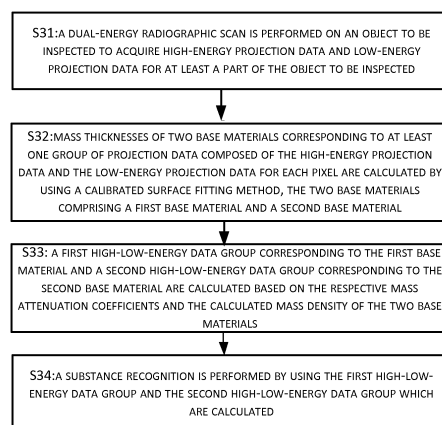 S31:A DUAL-ENERGY RADIOGRAPHIC SCAN IS PERFORMED ON AN OBJECT TO BE
INSPECTED TO ACQUIRE HIGH-ENERGY PROJECTION DATA AND LOW-ENERGY
PROJECTION DATA FOR AT LEAST A PART OF THE OBJECT TO BE INSPECTED
S32:MASS THICKNESSES OF TWO BASE MATERIALS CORRESPONDING TO AT LEAST
ONE GROUP OF PROJECTION DATA COMPOSED OF THE HIGH-ENERGY PROJECTION
DATA AND THE LOW-ENERGY PROJECTION DATA FOR EACH PIXEL ARE CALCULATED BY
USING A CALIBRATED SURFACE FITTING METHOD, THE TWO BASE MATERIALS
COMPRISING A FIRST BASE MATERIAL AND A SECOND BASE MATERIAL
S33: A FIRST HIGH-LOW-ENERGY DATA GROUP CORRESPONDING TO THE FIRST BASE
MATERIAL AND A SECOND HIGH-LOW-ENERGY DATA GROUP CORRESPONDING TO THE
SECOND BASE MATERIAL ARE CALCULATED BASED ON THE RESPECTIVE MASS
ATTENUATION COEFFICIENTS AND THE CALCULATED MASS DENSITY OF THE TWO BASE
MATERIALS
S34:A SUBSTANCE RECOGNITION IS PERFORMED BY USING THE FIRST HIGH-LOW-
ENERGY DATA GROUP AND THE SECOND HIGH-LOW-ENERGY DATA GROUP WHICH
ARE CALCULATED